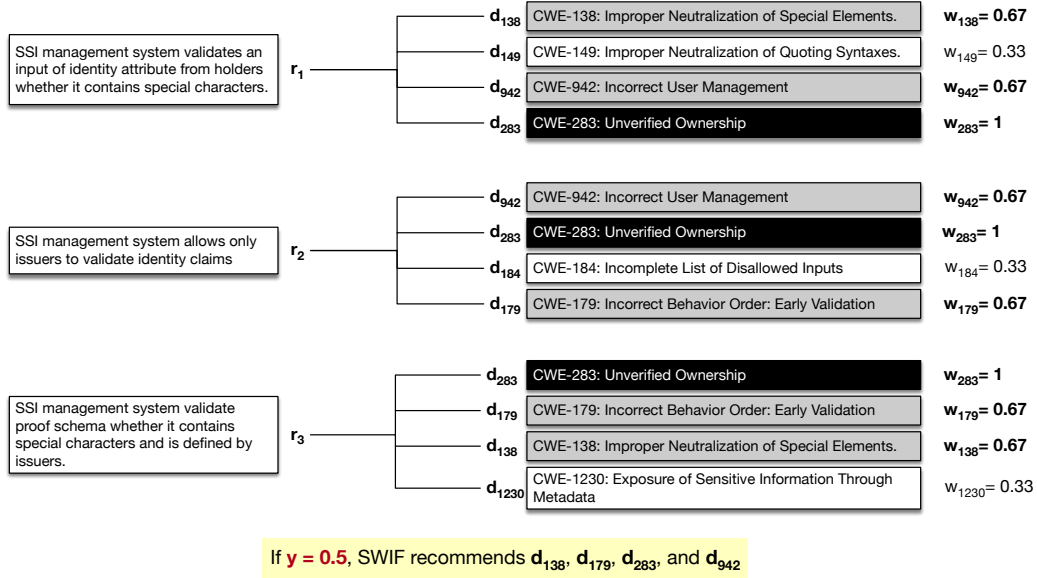 d138 CWE-138: Improper Neutralization of Special Elements. w138= 0.67
SSI management system validates an
input of identity attribute from holders
whether it contains special characters.
r1
d149 CWE-149: Improper Neutralization of Quoting Syntaxes. w149= 0.33
d942 CWE-942: Incorrect User Management w942= 0.67
d283 CWE-283: Unverified Ownership w283= 1
d942 CWE-942: Incorrect User Management w942= 0.67
SSI management system allows only
issuers to validate identity claims
r2
d283 CWE-283: Unverified Ownership w283= 1
d184 CWE-184: Incomplete List of Disallowed Inputs w184= 0.33
d179 CWE-179: Incorrect Behavior Order: Early Validation w179= 0.67
d283 CWE-283: Unverified Ownership w283= 1
SSI management system validate
proof schema whether it contains
special characters and is defined by
issuers.
r3
d179 CWE-179: Incorrect Behavior Order: Early Validation w179= 0.67
d138 CWE-138: Improper Neutralization of Special Elements. w138= 0.67
d1230 CWE-1230: Exposure of Sensitive Information Through
Metadata
w1230= 0.33
If y = 0.5, SWIF recommends d138, d179, d283, and d942